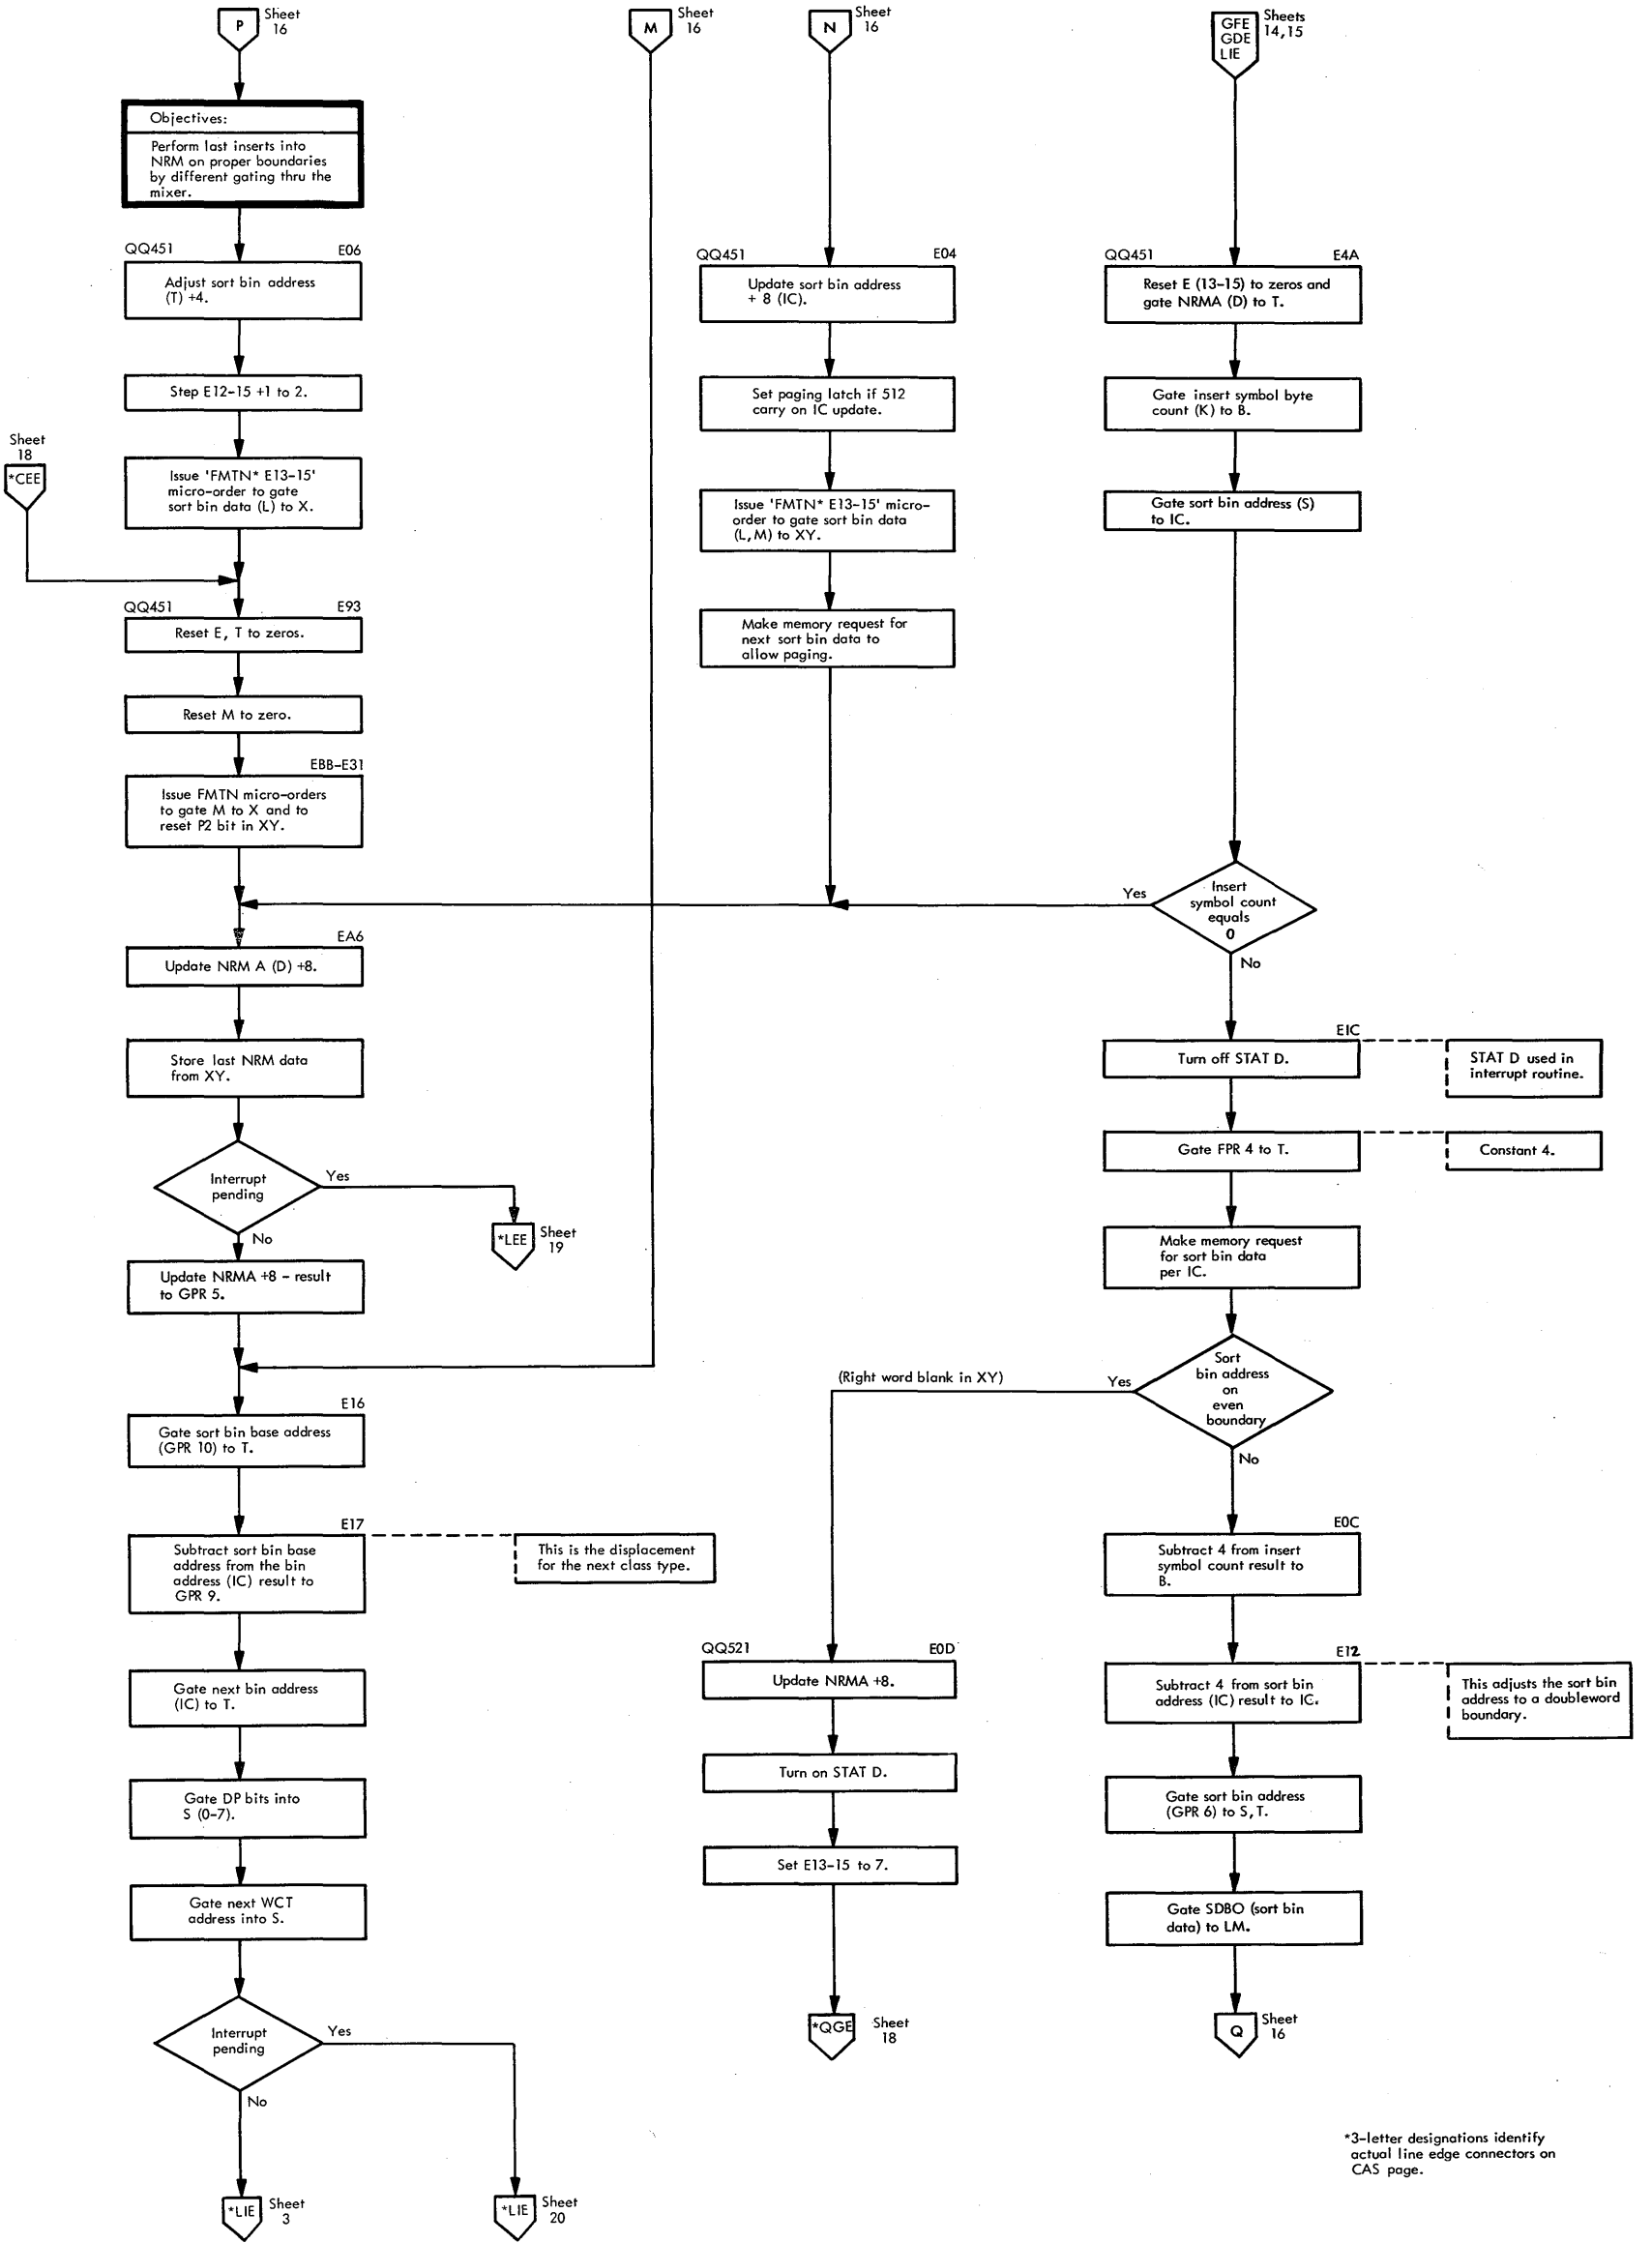 P
Sheet
16
Objectives:
Perform last inserts into
NRM on proper boundaries
by different gating thru the
mixer.
QQ451
E06
Adjust sort bin address
(T) +4.
Step E12-15 +1 to 2.
Sheet
18
*CEE
Issue 'FMTN* E13-15'
micro-order to gate
sort bin data (L) to X.
QQ451
E93
Reset E, T to zeros.
Reset M to zero.
EBB-E31
Issue FMTN micro-orders
to gate M to X and to
reset P2 bit in XY.
EA6
Update NRM A (D) +8.
Store last NRM data
from XY.
Interrupt
pending
Yes
*LEE
Sheet
19
No
Update NRMA +8 - result
to GPR 5.
E16
Gate sort bin base address
(GPR 10) to T.
E17
Subtract sort bin base
address from the bin
address (IC) result to
GPR 9.
This is the displacement
for the next class type.
Gate next bin address
(IC) to T.
Gate DP bits into
S (0-7).
Gate next WCT
address into S.
Interrupt
pending
Yes
No
*LIE
Sheet
3
*LIE
Sheet
20
M
Sheet
16
N
Sheet
16
QQ451
E04
Update sort bin address
+ 8 (IC).
Set paging latch if 512
carry on IC update.
Issue 'FMTN* E13-15' micro-
order to gate sort bin data
(L,M) to XY.
Make memory request for
next sort bin data to
allow paging.
GFE
GDE
LIE
Sheets
14,15
QQ451
E4A
Reset E (13-15) to zeros and
gate NRMA (D) to T.
Gate insert symbol byte
count (K) to B.
Gate sort bin address (S)
to IC.
Insert
symbol count
equals
0
Yes
No
E1C
Turn off STAT D.
STAT D used in
interrupt routine.
Gate FPR 4 to T.
Constant 4.
Make memory request
for sort bin data
per IC.
Sort
bin address
on
even
boundary
Yes
(Right word blank in XY)
No
QQ521
E0D
Update NRMA +8.
Turn on STAT D.
Set E13-15 to 7.
*QGE
Sheet
18
E0C
Subtract 4 from insert
symbol count result to
B.
E12
Subtract 4 from sort bin
address (IC) result to IC.
This adjusts the sort bin
address to a doubleword
boundary.
Gate sort bin address
(GPR 6) to S,T.
Gate SDBO (sort bin
data) to LM.
Q
Sheet
16
*3-letter designations identify
actual line edge connectors on
CAS page.